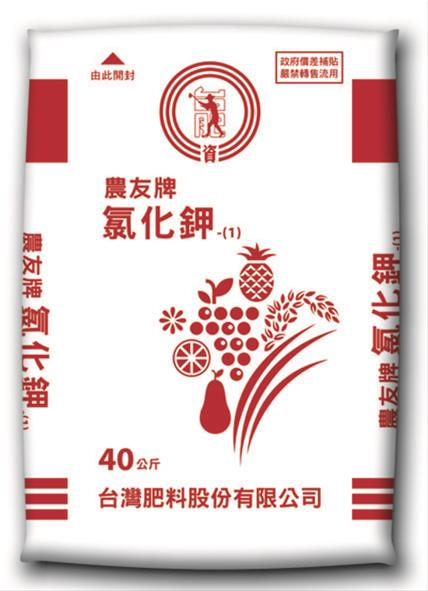 由此開封
政府價差補貼
嚴禁轉售流用
台肥
資
農友牌
氯化鉀-(1)
農友牌 氯化鉀-(1)
農友牌 氯化鉀-(1)
40公斤
台灣肥料股份有限公司